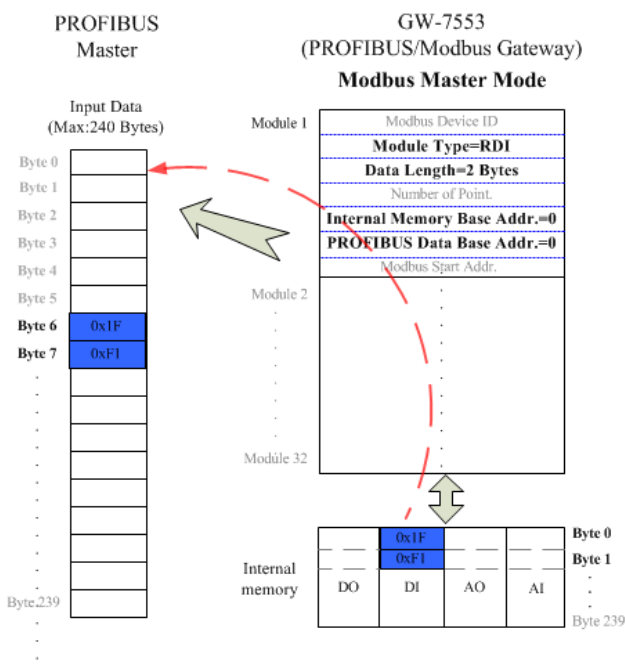 PROFIBUS
Master
Input Data
(Max:240 Bytes)
Byte 0
Byte 1
Byte 2
Byte 3
Byte 4
Byte 5
Byte 6
0x1F
Byte 7
0xF1
Byte 239
GW-7553
(PROFIBUS/Modbus Gateway)
Modbus Master Mode
Module 1
Modbus Device ID
Module Type=RDI
Data Length=2 Bytes
Number of Point.
Internal Memory Base Addr.=0
PROFIBUS Data Base Addr.=0
Modbus Start Addr.
Module 2
Module 32
Internal
memory
0x1F
0xF1
DO
DI
AO
AI
Byte 0
Byte 1
Byte 239